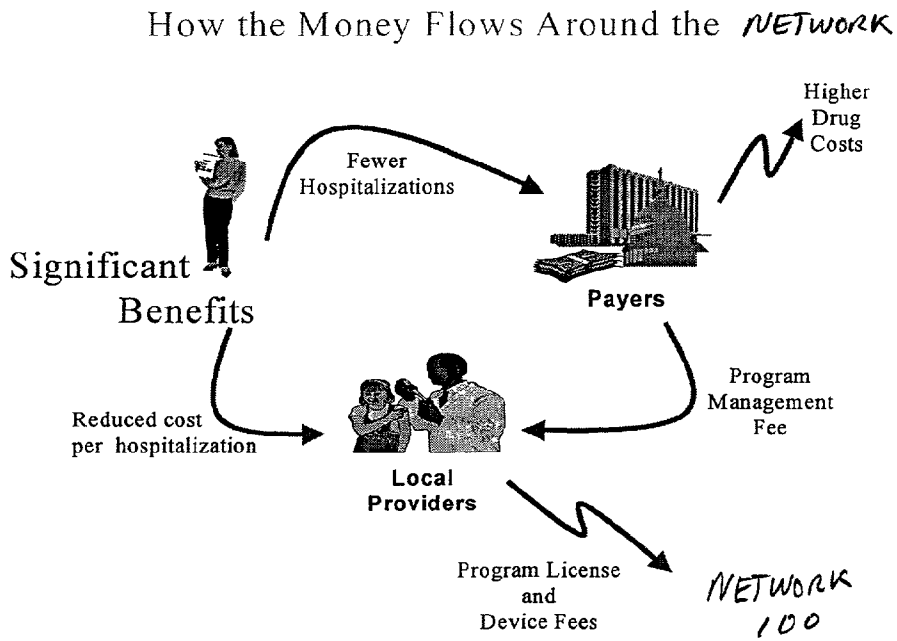 How the Money Flows Around the NETWORK
Higher
Drug
Costs
Fewer
Hospitalizations
Significant
Benefits
Payers
Reduced cost
per hospitalization
Program
Management
Fee
Local
Providers
Program License
and
Device Fees
NETWORK
100